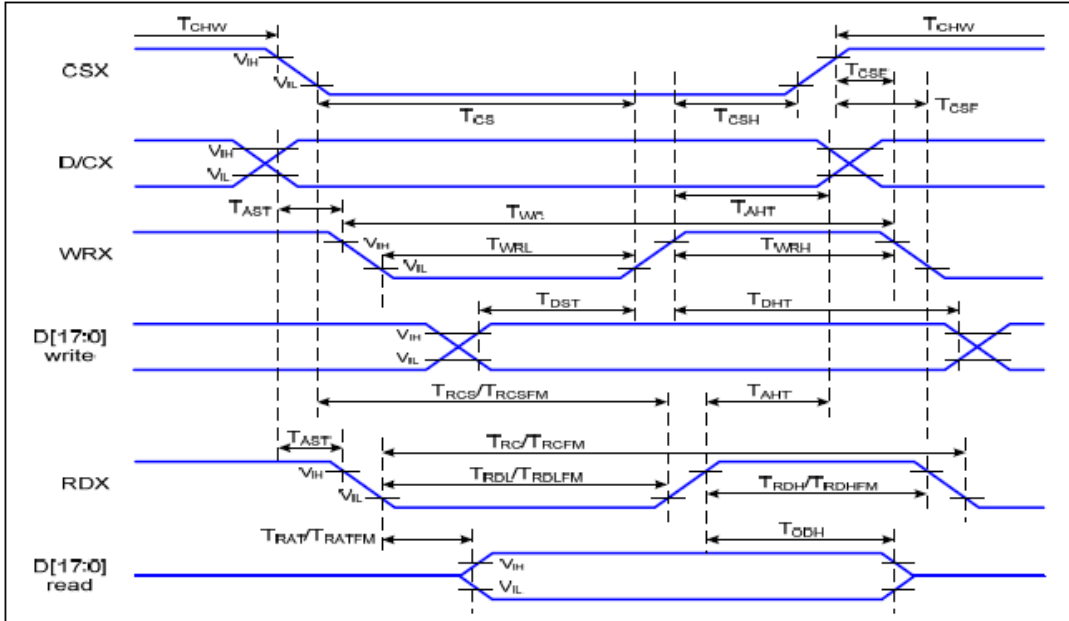 TCHW TCHW
CSX VIH VIL TCSF TCSF
TCS TCSH
D/CX VIH VIL
TAST TWC TAHT
WRX VIH VIL TWRL TWRH
TDST TDHT
D[17:0] write VIH VIL
TRCS/TRCSFM TAHT
TAST TRC/TRCFM
RDX VIH VIL TRDL/TRDLFM TRDH/TRDHFM
TRAT/TRATFM TODH
D[17:0] read VIH VIL